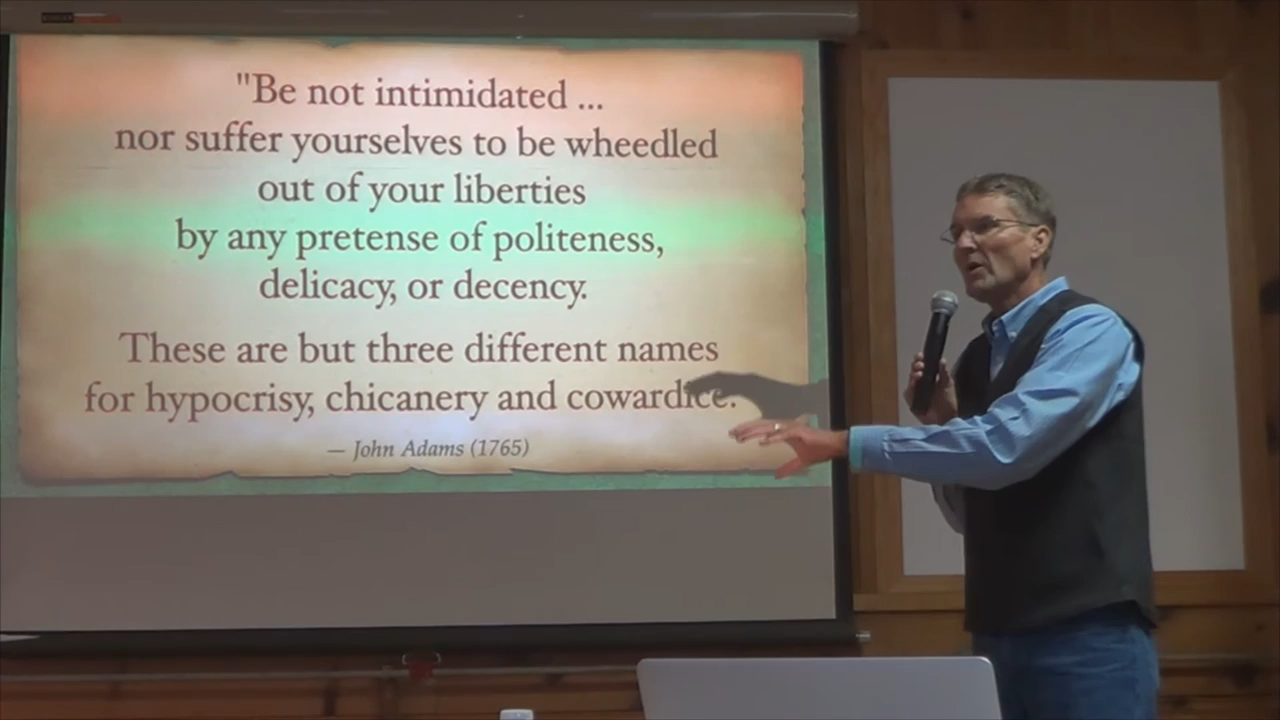 "Be not intimidated ...
nor suffer yourselves to be wheedled
out of your liberties
by any pretense of politeness,
delicacy, or decency.
These are but three different names
for hypocrisy, chicanery and cowardice.
— John Adams (1765)